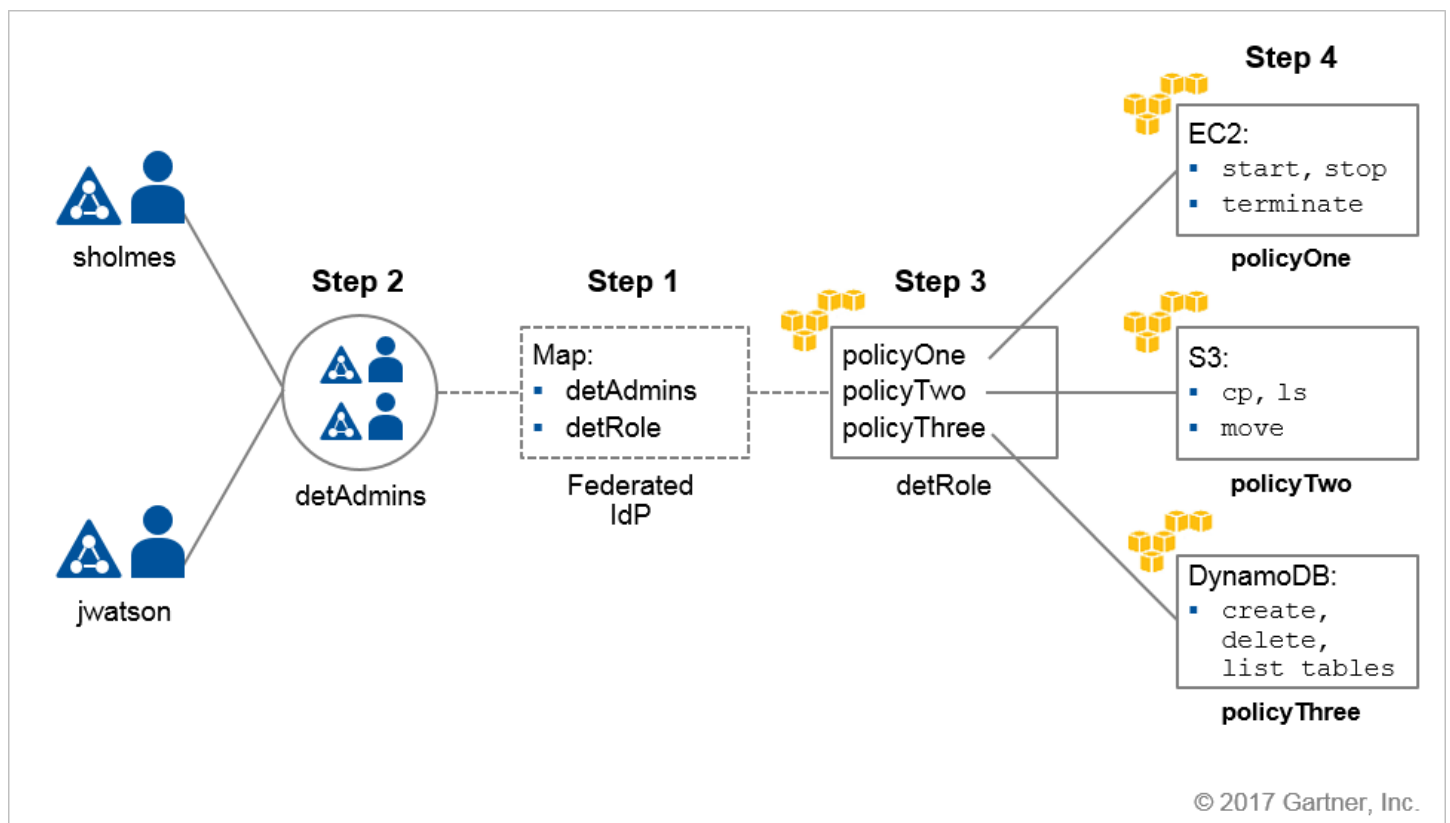 Step 4
EC2:
start, stop
terminate
policyOne
sholmes
Step 2
Step 1
Step 3
Map:
detAdmins
detRole
policyOne
policyTwo
policyThree
S3:
cp, ls
move
policyTwo
detAdmins
Federated
IdP
detRole
jwatson
DynamoDB:
create,
delete,
list tables
policyThree
© 2017 Gartner, Inc.